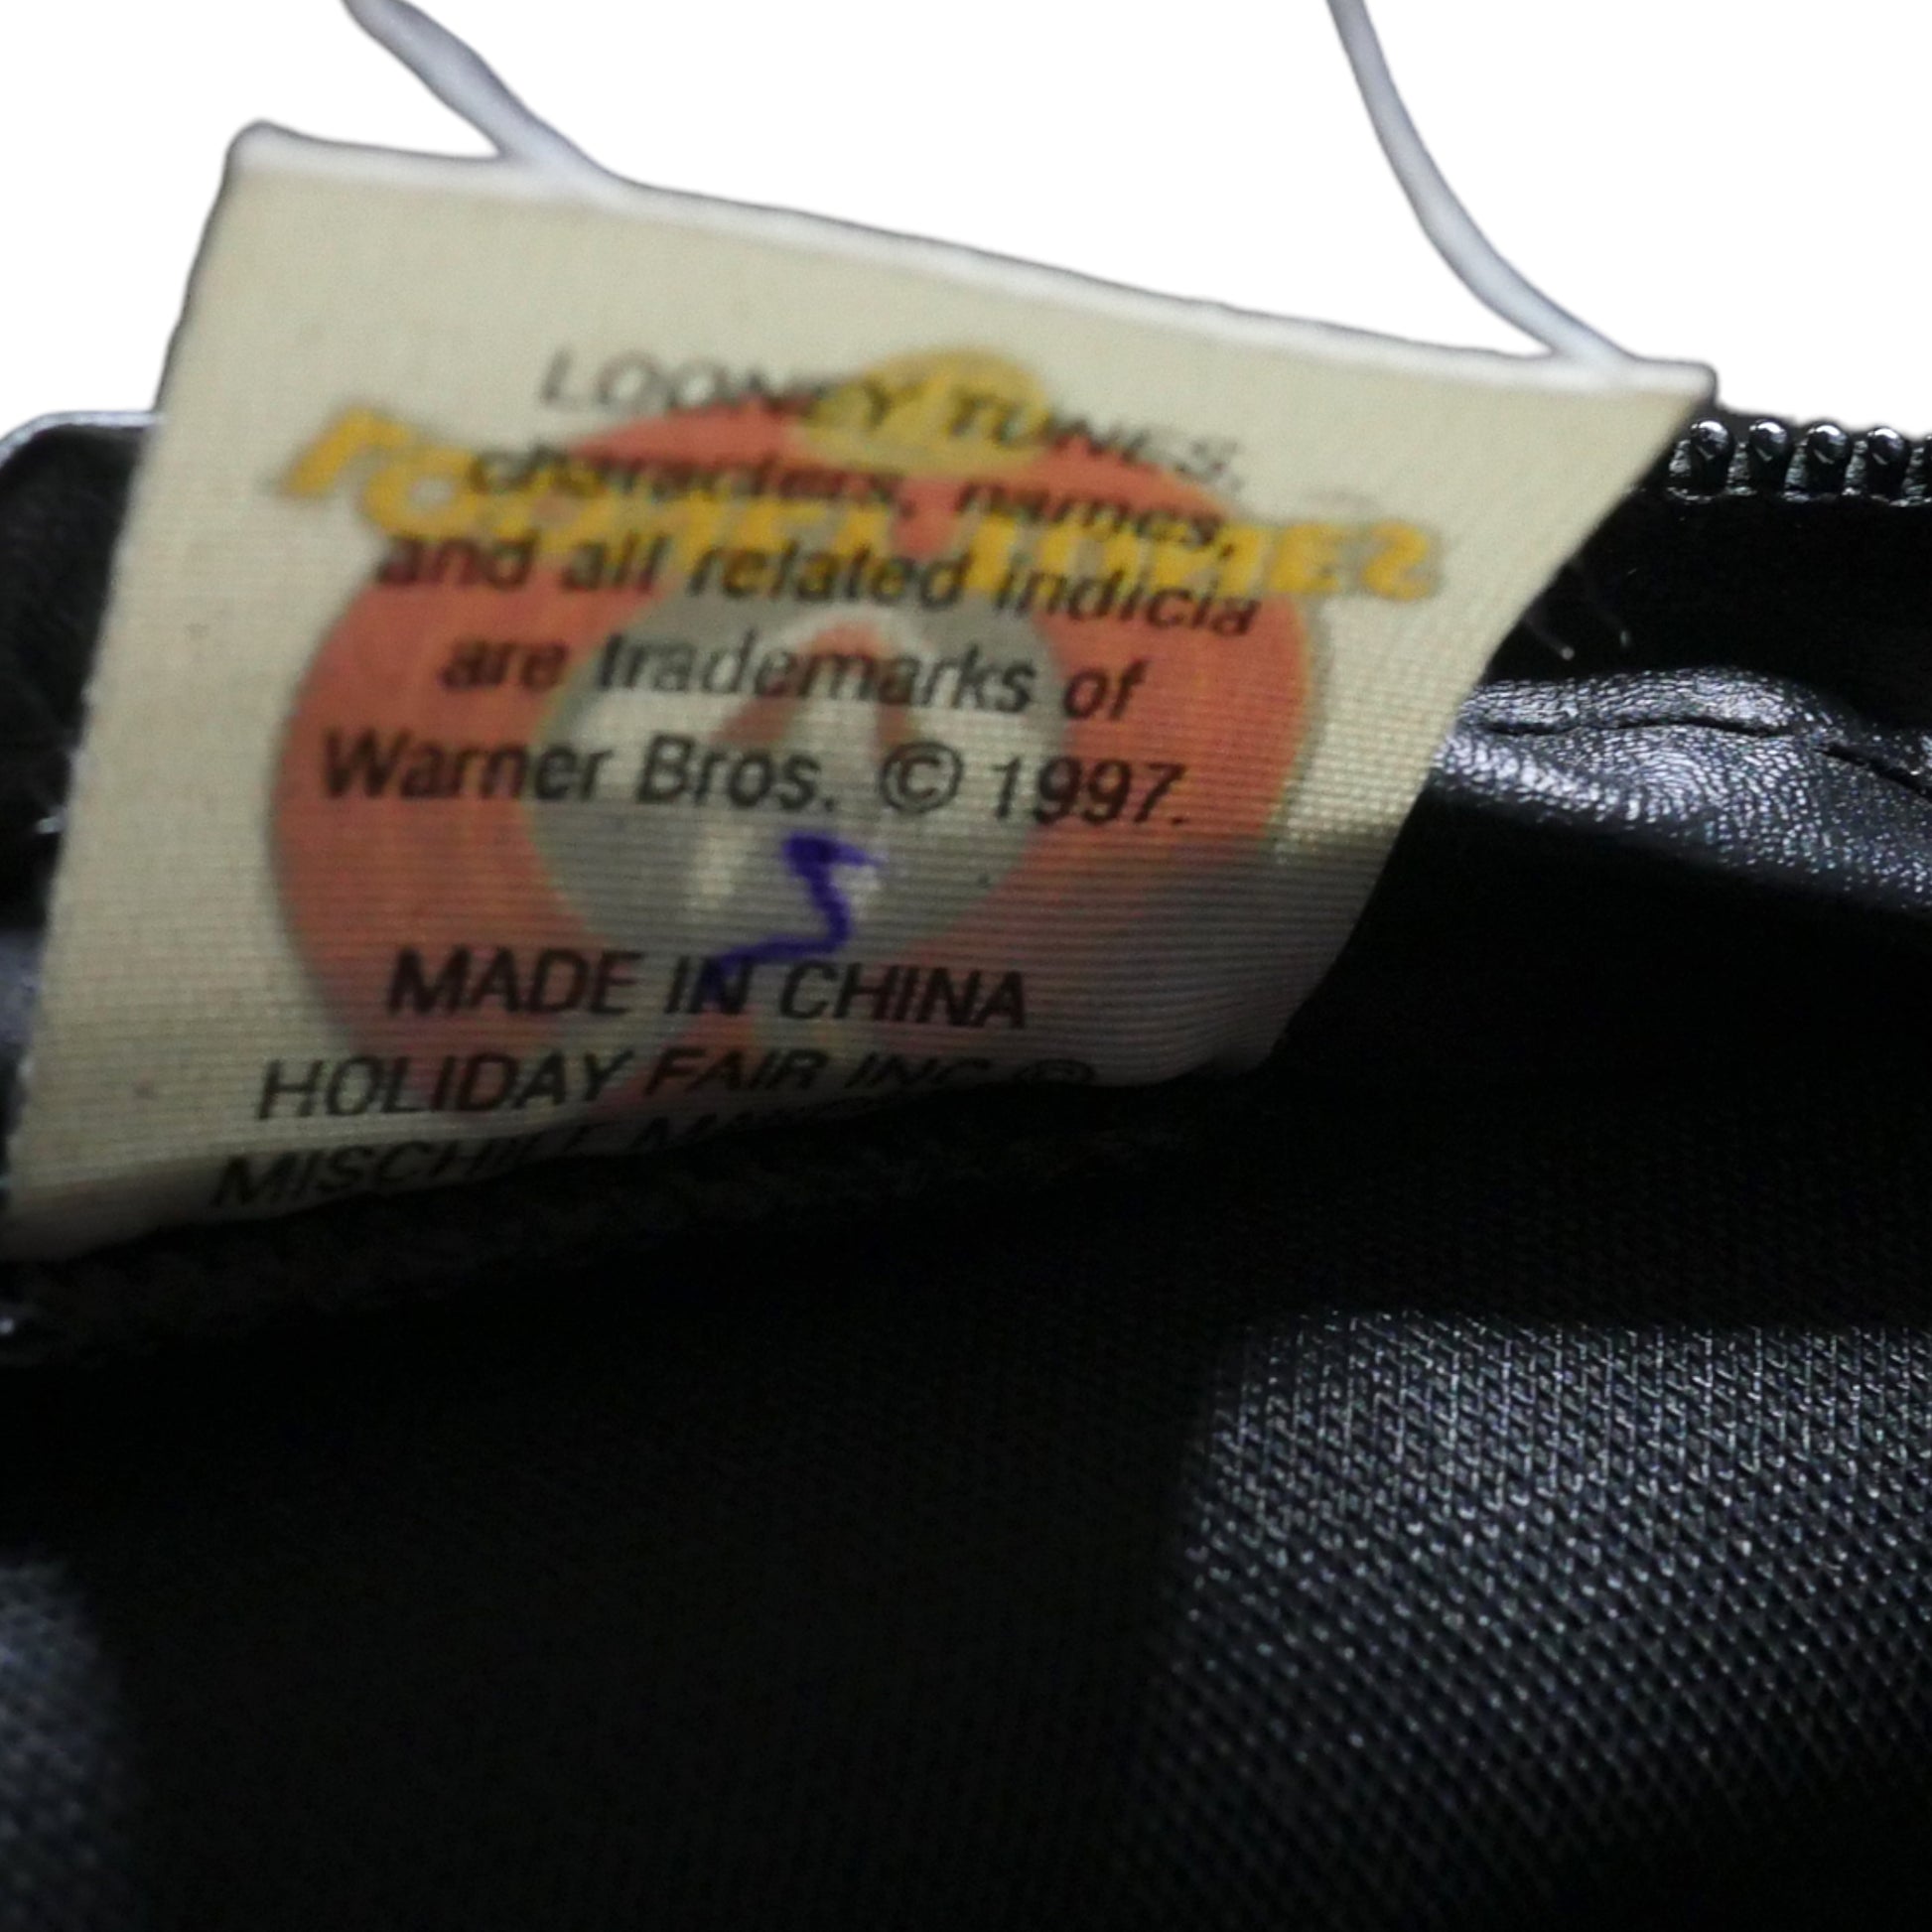 LOONEY TUNES,
characters, names,
and all related indicia
are trademarks of
Warner Bros. © 1997.
MADE IN CHINA
HOLIDAY FAIR INC ©